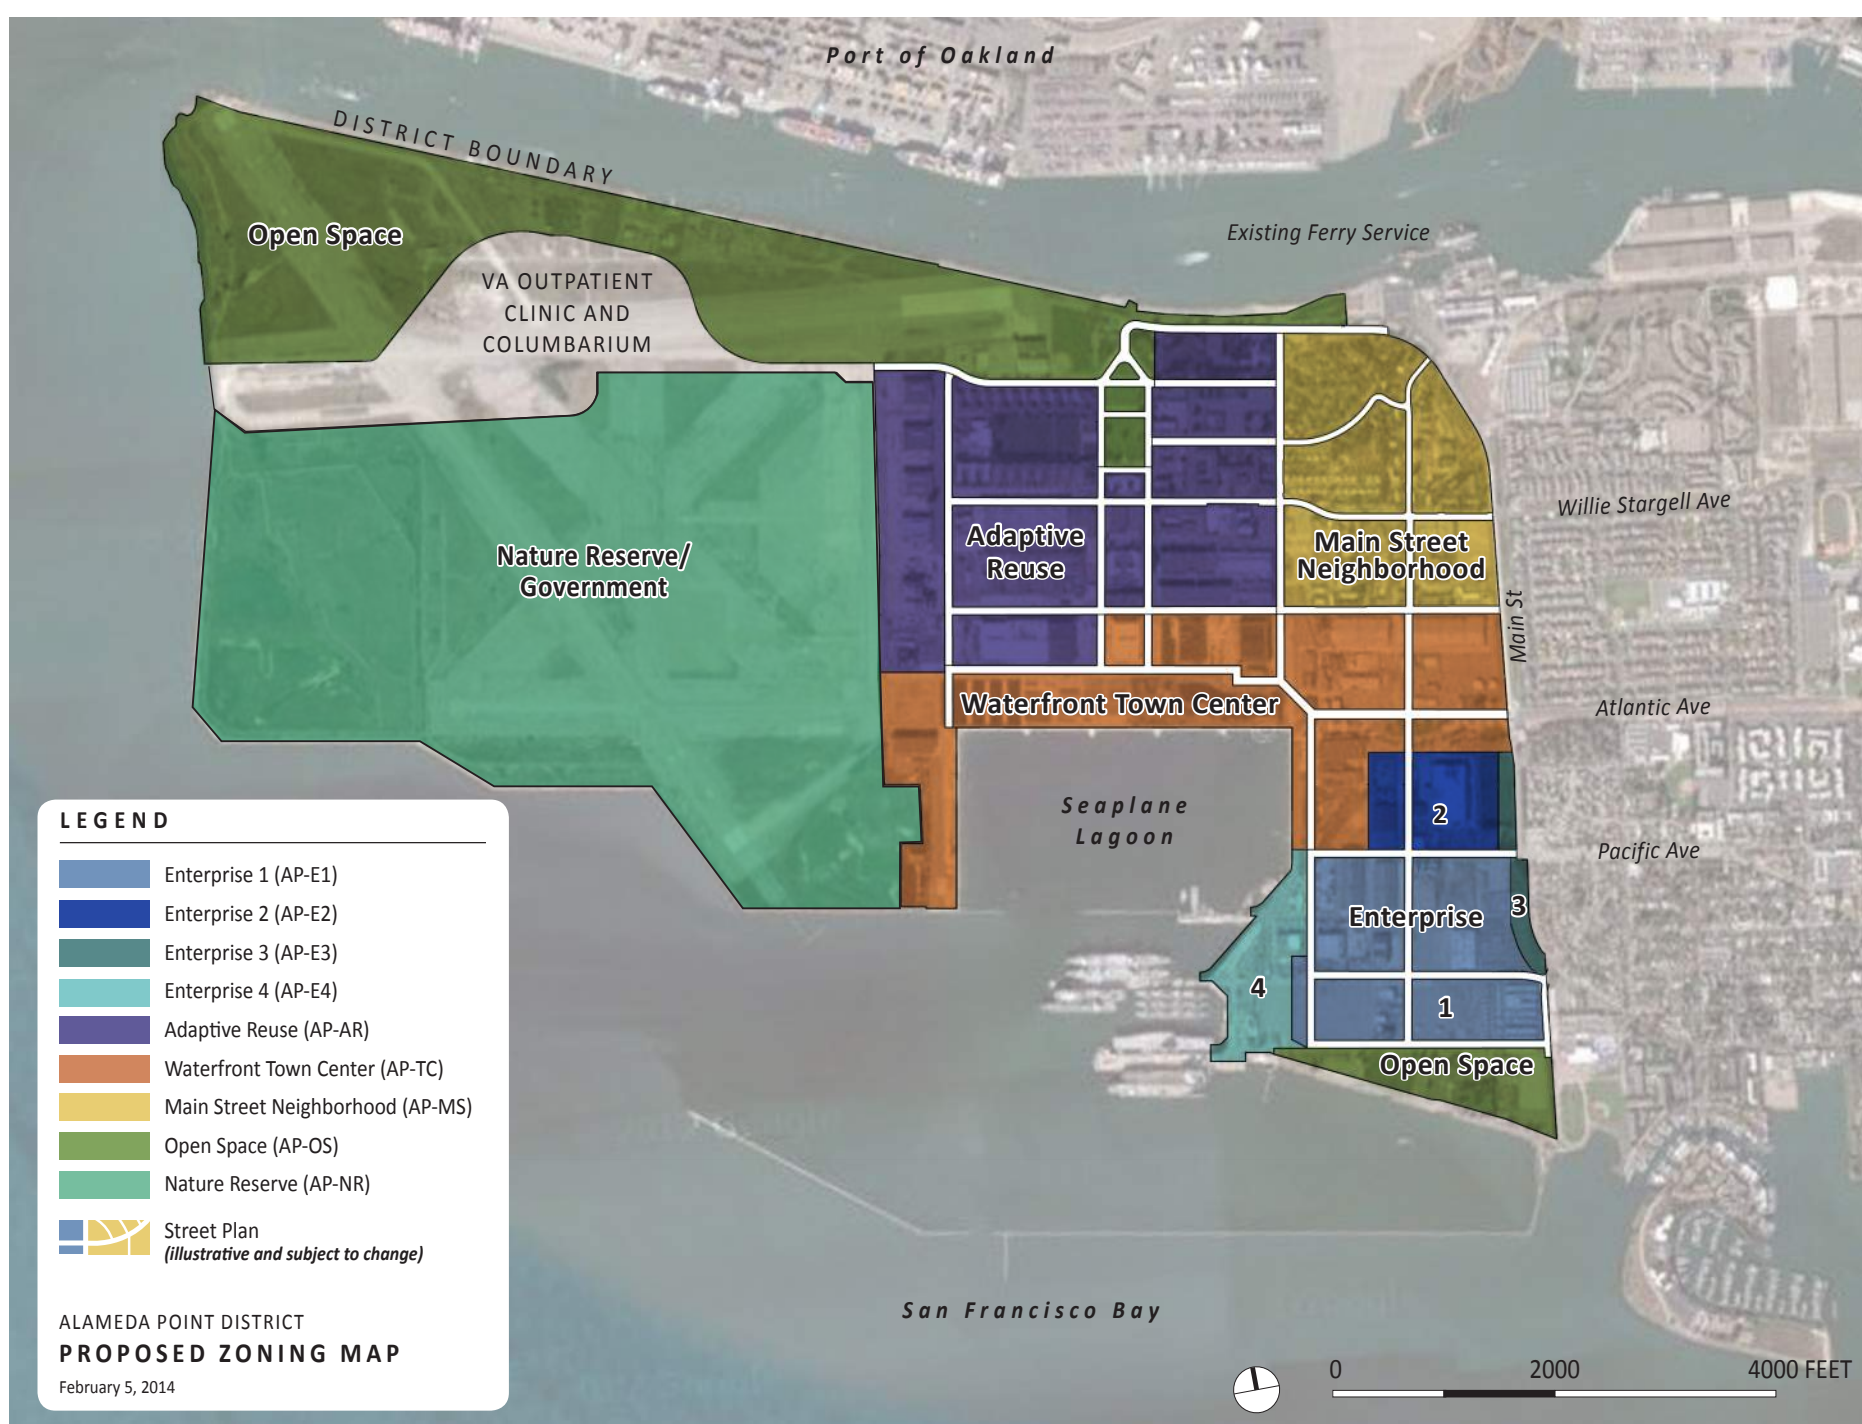 Port of Oakland
DISTRICT BOUNDARY
Open Space
Existing Ferry Service
VA OUTPATIENT
CLINIC AND
COLUMBARIUM
Willie Stargell Ave
Adaptive
Reuse
Main Street
Neighborhood
Nature Reserve/
Government
Main St
Waterfront Town Center
Atlantic Ave
Seaplane
Lagoon
2
Pacific Ave
Enterprise
3
4
1
Open Space
San Francisco Bay
0 2000 4000 FEET
LEGEND
Enterprise 1 (AP-E1)
Enterprise 2 (AP-E2)
Enterprise 3 (AP-E3)
Enterprise 4 (AP-E4)
Adaptive Reuse (AP-AR)
Waterfront Town Center (AP-TC)
Main Street Neighborhood (AP-MS)
Open Space (AP-OS)
Nature Reserve (AP-NR)
Street Plan
(illustrative and subject to change)
ALAMEDA POINT DISTRICT
PROPOSED ZONING MAP
February 5, 2014